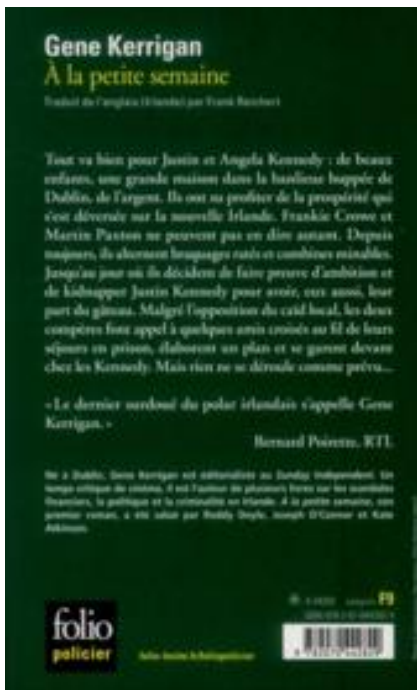 Gene Kerrigan
À la petite semaine
Traduit de l'anglais (Irlande) par Frank Reichert
Tout va bien pour Justin et Angela Kennedy : de beaux
enfants, une grande maison dans la banlieue huppée de
Dublin, de l'argent. Ils ont su profiter de la prospérité qui
s'est déversée sur la nouvelle Irlande. Frankie Crowe et
Martin Paxton ne peuvent pas en dire autant. Depuis
toujours, ils alternent braquages ratés et combines minables.
Jusqu'au jour où ils décident de faire preuve d'ambition et
de kidnapper Justin Kennedy pour avoir, eux aussi, leur
part du gâteau. Malgré l'opposition du caïd local, les deux
compères font appel à quelques amis croisés au fil de leurs
séjours en prison, élaborent un plan et se garent devant
chez les Kennedy. Mais rien ne se déroule comme prévu...
« Le dernier surdoué du polar irlandais s'appelle Gene
Kerrigan. »
Bernard Poirette, RTL
Né à Dublin, Gene Kerrigan est éditorialiste au Sunday Independent. Un
temps critique de cinéma, il est l'auteur de plusieurs livres sur les scandales
financiers, la politique et la criminalité en Irlande. À la petite semaine, son
premier roman, a été salué par Roddy Doyle, Joseph O'Connor et Kate
Atkinson.
F9
folio
policier